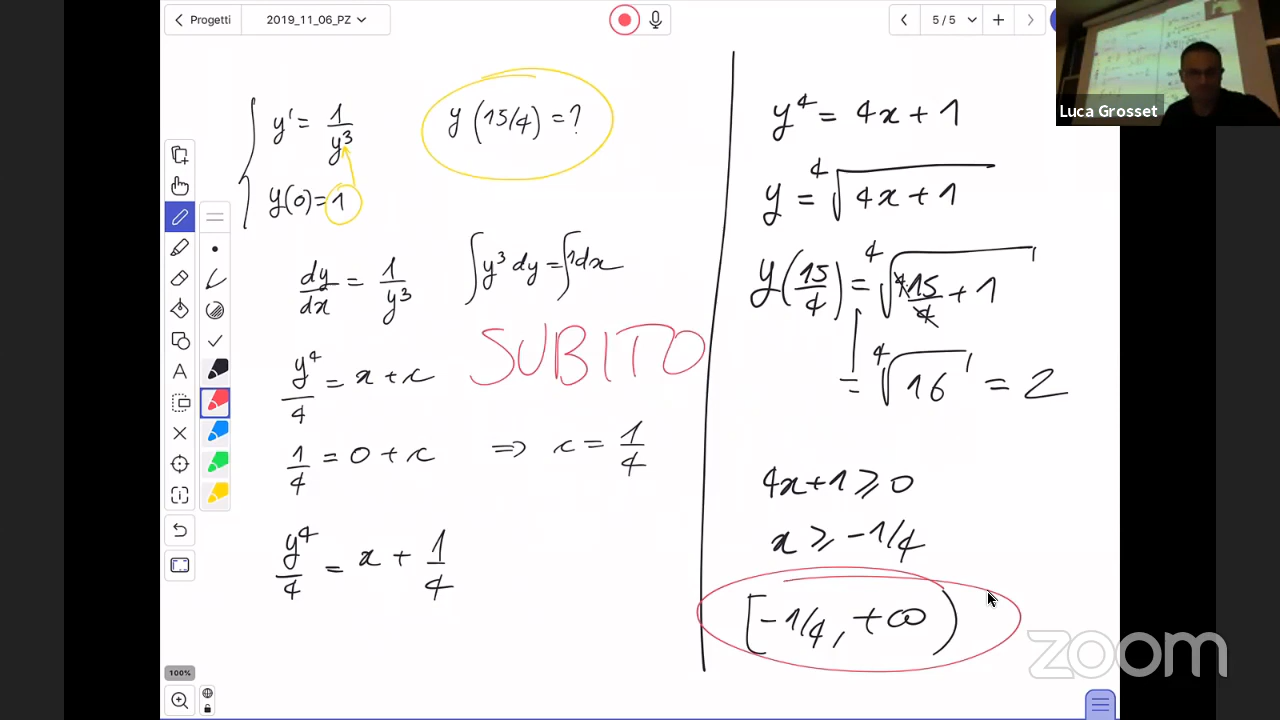 Progetti
2019_11_06_PZ
5/5
Luca Grosset
y' = 1/y³
y(0) = 1
y (15/4) = ?
dy/dx = 1/y³
∫y³ dy = ∫1dx
SUBITO
y⁴/4 = x + c
1/4 = 0 + c ⇒ c = 1/4
y⁴/4 = x + 1/4
y⁴ = 4x + 1
y = ⁴√(4x + 1)
y(15/4) = ⁴√(4 15/4 + 1)
= ⁴√16 = 2
4x + 1 ⩾ 0
x ⩾ -1/4
[-1/4, +∞)
zoom
100%